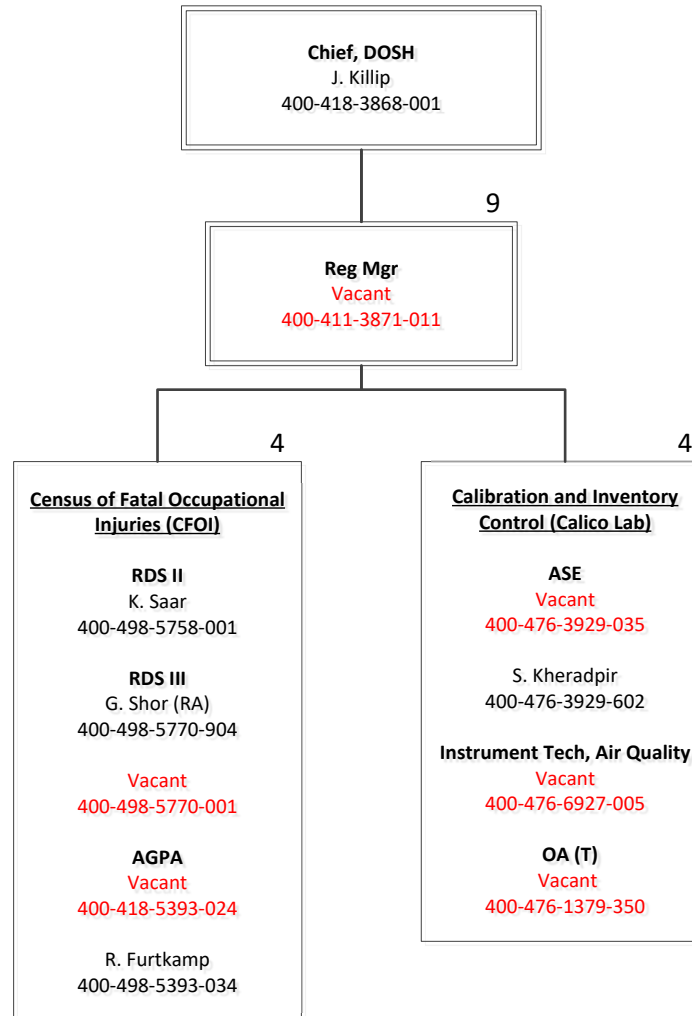 Chief, DOSH
J. Killip
400-418-3868-001
9
Reg Mgr
Vacant
400-411-3871-011
4
Census of Fatal Occupational
Injuries (CFOI)
RDS II
K. Saar
400-498-5758-001
RDS III
G. Shor (RA)
400-498-5770-904
Vacant
400-498-5770-001
AGPA
Vacant
400-418-5393-024
R. Furtkamp
400-498-5393-034
4
Calibration and Inventory
Control (Calico Lab)
ASE
Vacant
400-476-3929-035
S. Kheradpir
400-476-3929-602
Instrument Tech, Air Quality
Vacant
400-476-6927-005
OA (T)
Vacant
400-476-1379-350